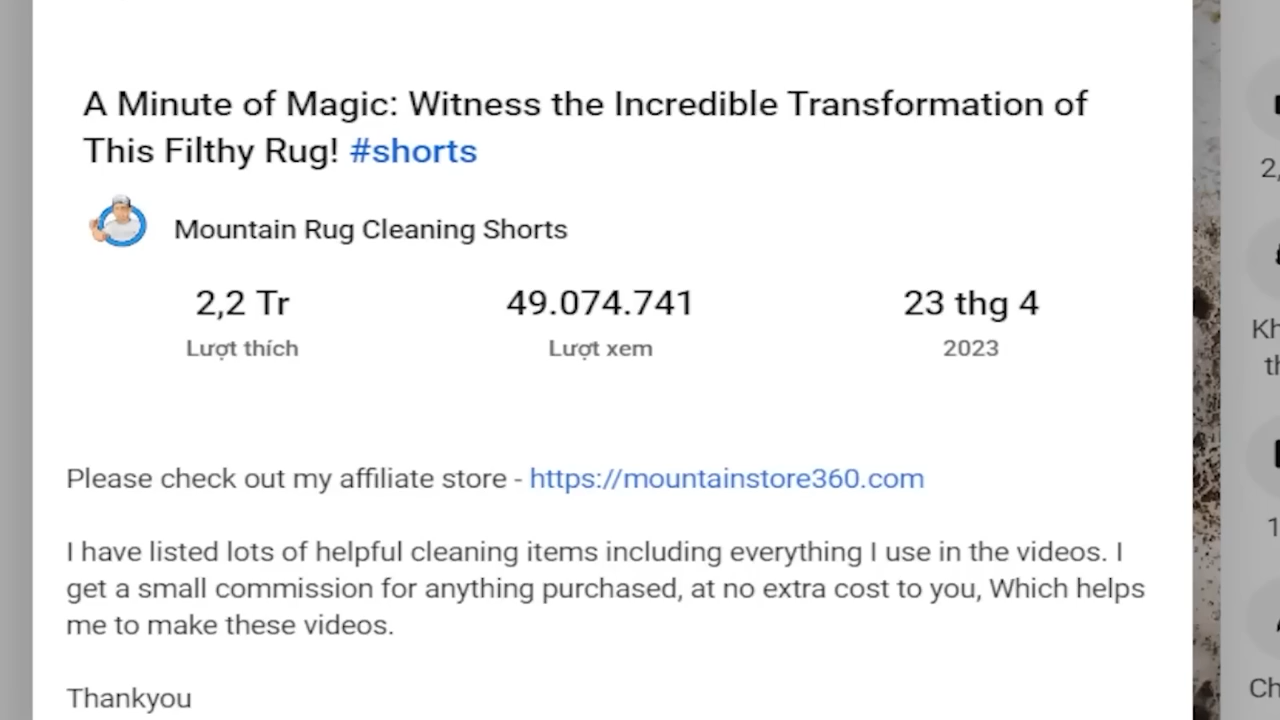 A Minute of Magic: Witness the Incredible Transformation of
This Filthy Rug! #shorts
Mountain Rug Cleaning Shorts
2,2 Tr 49.074.741 23 thg 4
Lượt thích Lượt xem 2023
Please check out my affiliate store - https://mountainstore360.com
I have listed lots of helpful cleaning items including everything I use in the videos. I
get a small commission for anything purchased, at no extra cost to you, Which helps
me to make these videos.
Thankyou